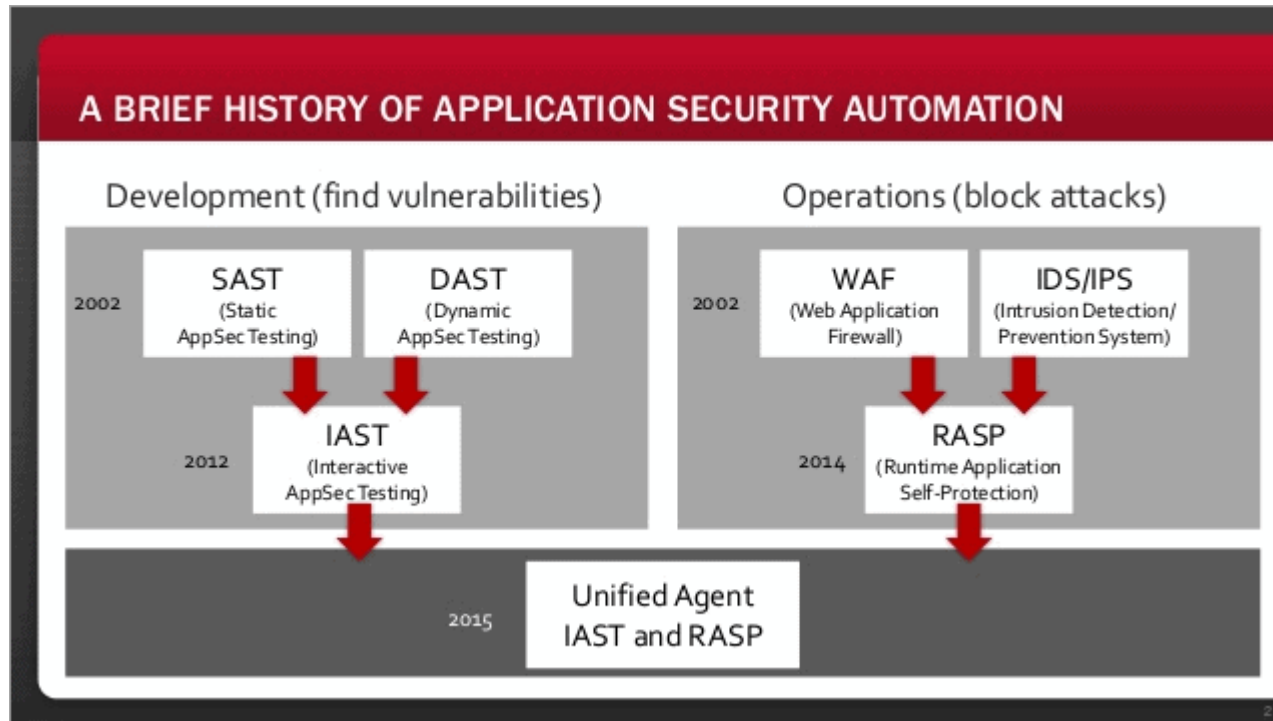 A BRIEF HISTORY OF APPLICATION SECURITY AUTOMATION
Development (find vulnerabilities)
2002
SAST
(Static
AppSec Testing)
DAST
(Dynamic
AppSec Testing)
2012
IAST
(Interactive
AppSec Testing)
Operations (block attacks)
2002
WAF
(Web Application
Firewall)
IDS/IPS
(Intrusion Detection/
Prevention System)
2014
RASP
(Runtime Application
Self-Protection)
2015
Unified Agent
IAST and RASP